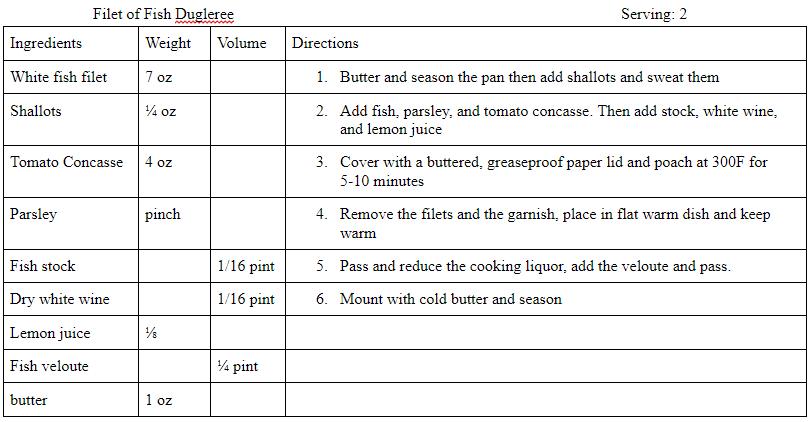 Filet of Fish Dugleree Serving: 2
Ingredients Weight Volume Directions
White fish filet 7 oz 1. Butter and season the pan then add shallots and sweat them
Shallots ¼ oz 2. Add fish, parsley, and tomato concasse. Then add stock, white wine,
and lemon juice
Tomato Concasse 4 oz 3. Cover with a buttered, greaseproof paper lid and poach at 300F for
5-10 minutes
Parsley pinch 4. Remove the filets and the garnish, place in flat warm dish and keep
warm
Fish stock 1/16 pint 5. Pass and reduce the cooking liquor, add the veloute and pass.
Dry white wine 1/16 pint 6. Mount with cold butter and season
Lemon juice ⅛
Fish veloute ¼ pint
butter 1 oz